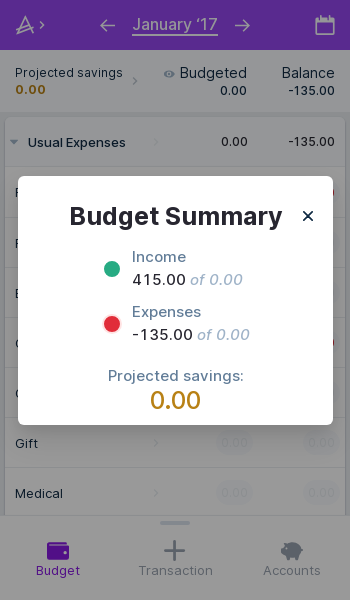 January ‘17
Projected savings
0.00
Budgeted
0.00
Balance
-135.00
Usual Expenses 0.00 -135.00
Budget Summary
Income
415.00 of 0.00
Expenses
-135.00 of 0.00
Projected savings:
0.00
Gift 0.00 0.00
Medical 0.00 0.00
Budget Transaction Accounts